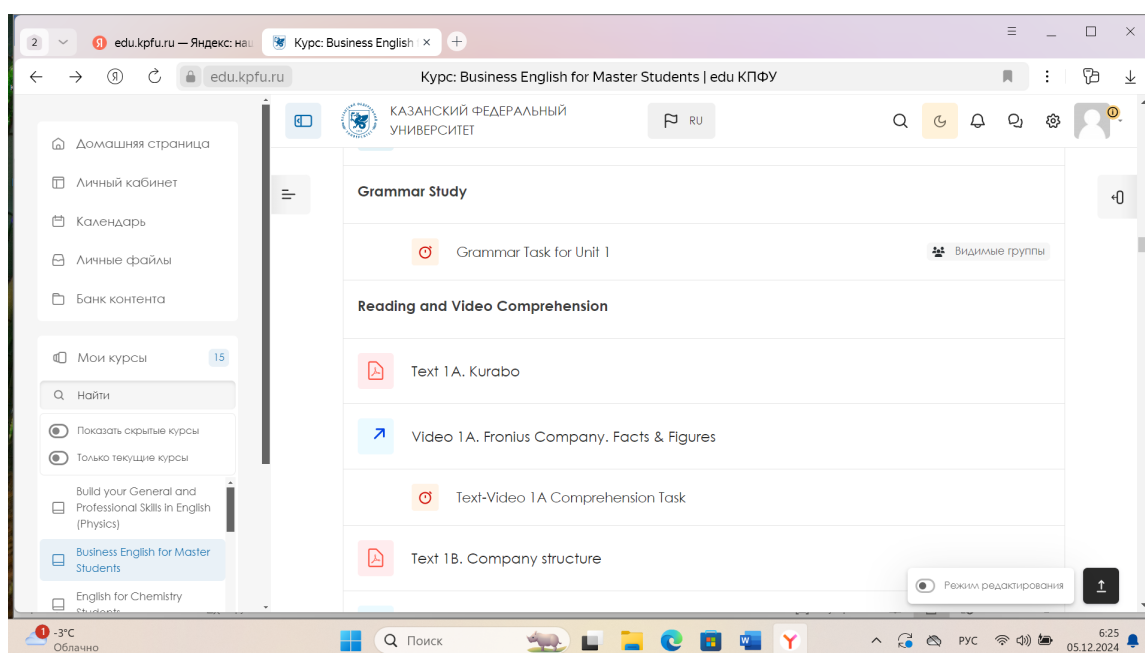 2
edu.kpfu.ru — Яндекс: наш
Курс: Business English f
edu.kpfu.ru
Курс: Business English for Master Students | edu КПФУ
КАЗАНСКИЙ ФЕДЕРАЛЬНЫЙ
УНИВЕРСИТЕТ
RU
Домашняя страница
Личный кабинет
Календарь
Личные файлы
Банк контента
Мои курсы 15
Найти
Показать скрытые курсы
Только текущие курсы
Build your General and
Professional Skills in English
(Physics)
Business English for Master
Students
English for Chemistry
Students
Grammar Study
Grammar Task for Unit 1
Видимые группы
Reading and Video Comprehension
Text 1A. Kurabo
Video 1A. Fronius Company. Facts & Figures
Text-Video 1A Comprehension Task
Text 1B. Company structure
Режим редактирования
1
-3°C
Облачно
Поиск
РУС
6:25
05.12.2024